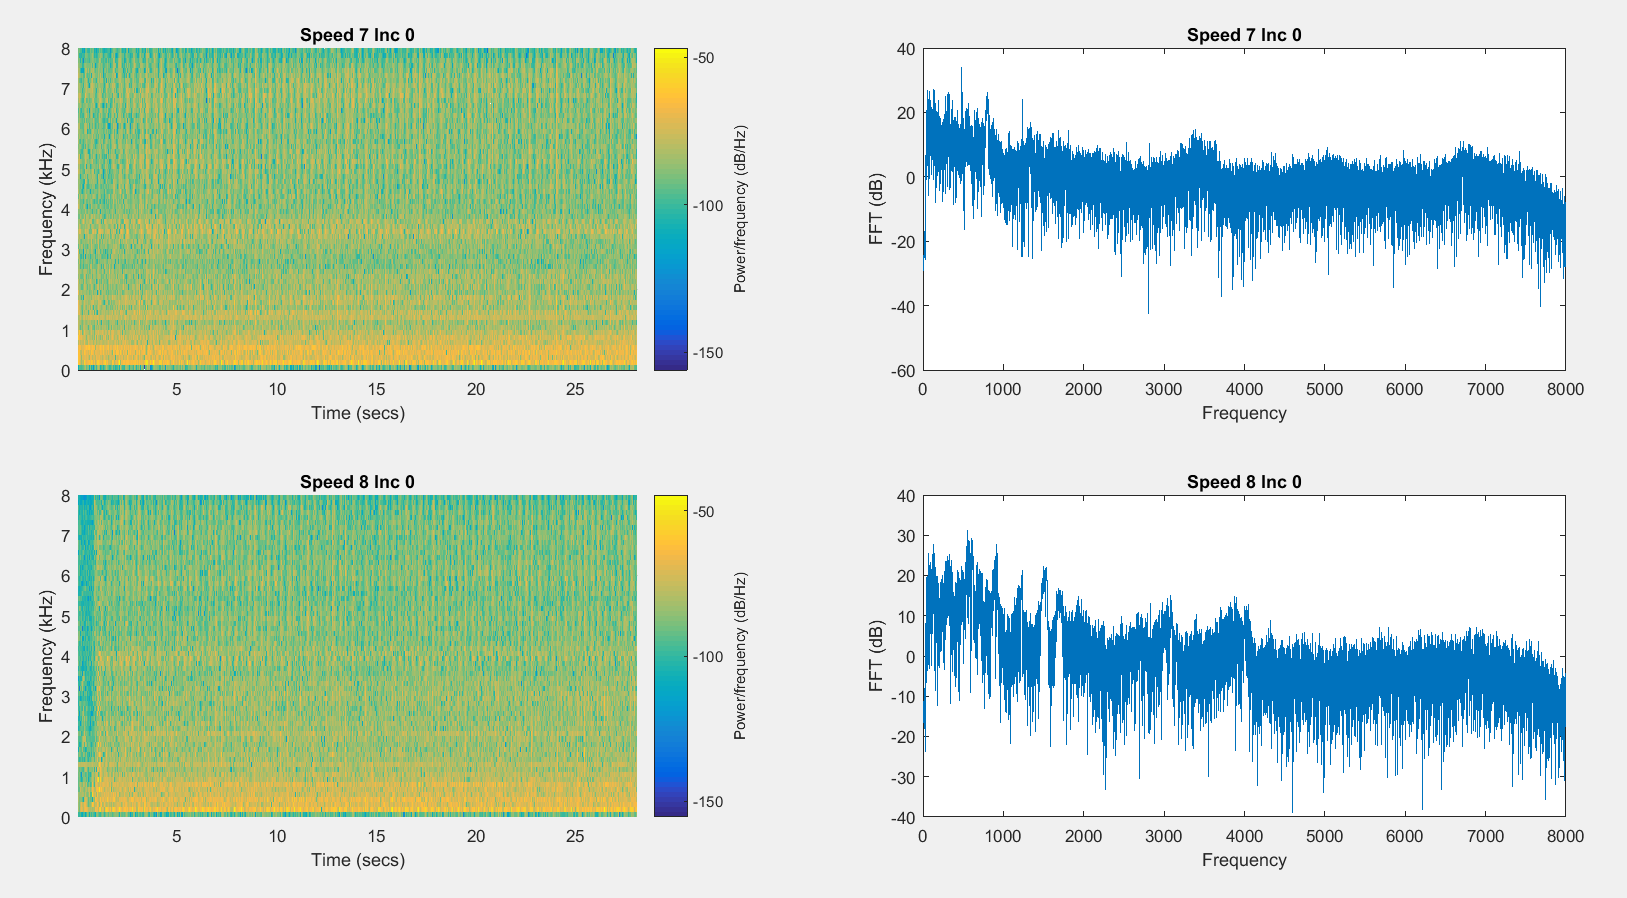 Speed 7 Inc 0
8
7
6
5
4
3
2
1
0
Frequency (kHz)
5 10 15 20 25
Time (secs)
-50
-100
-150
Power/frequency (dB/Hz)
Speed 7 Inc 0
40
20
0
-20
-40
-60
FFT (dB)
0 1000 2000 3000 4000 5000 6000 7000 8000
Frequency
Speed 8 Inc 0
8
7
6
5
4
3
2
1
0
Frequency (kHz)
5 10 15 20 25
Time (secs)
-50
-100
-150
Power/frequency (dB/Hz)
Speed 8 Inc 0
40
30
20
10
0
-10
-20
-30
-40
FFT (dB)
0 1000 2000 3000 4000 5000 6000 7000 8000
Frequency